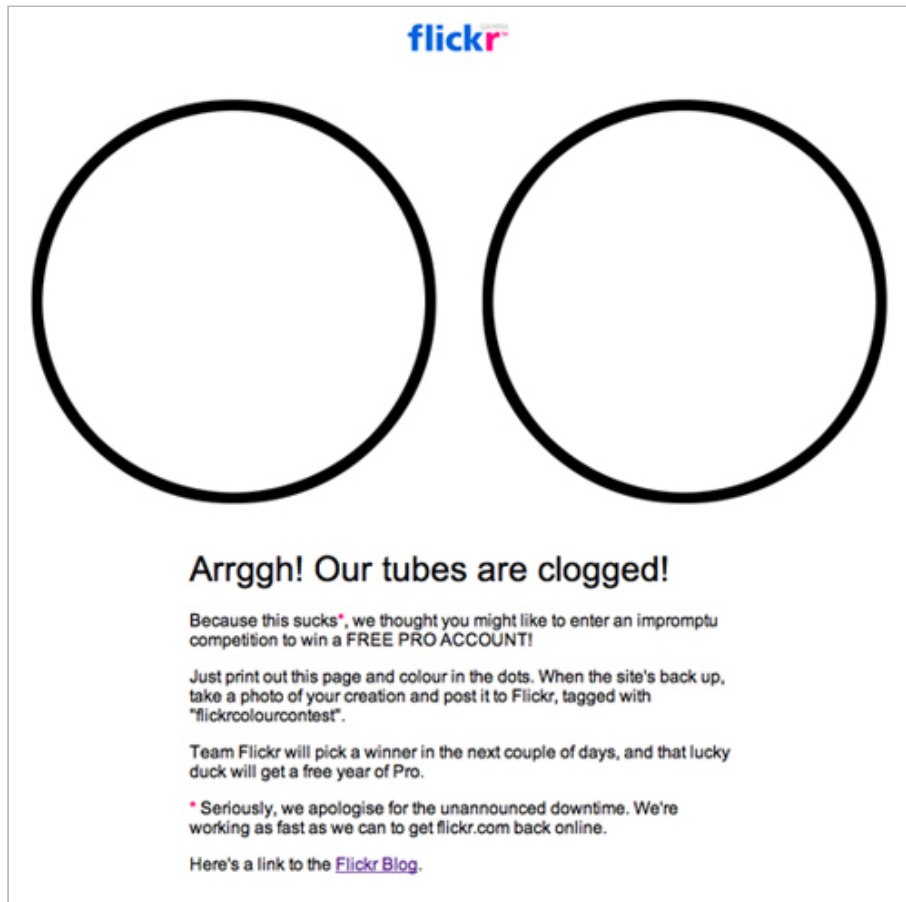 flickr
Arrggh! Our tubes are clogged!
Because this sucks*, we thought you might like to enter an impromptu
competition to win a FREE PRO ACCOUNT!
Just print out this page and colour in the dots. When the site's back up,
take a photo of your creation and post it to Flickr, tagged with
"flickrcolourcontest".
Team Flickr will pick a winner in the next couple of days, and that lucky
duck will get a free year of Pro.
* Seriously, we apologise for the unannounced downtime. We're
working as fast as we can to get flickr.com back online.
Here's a link to the Flickr Blog.